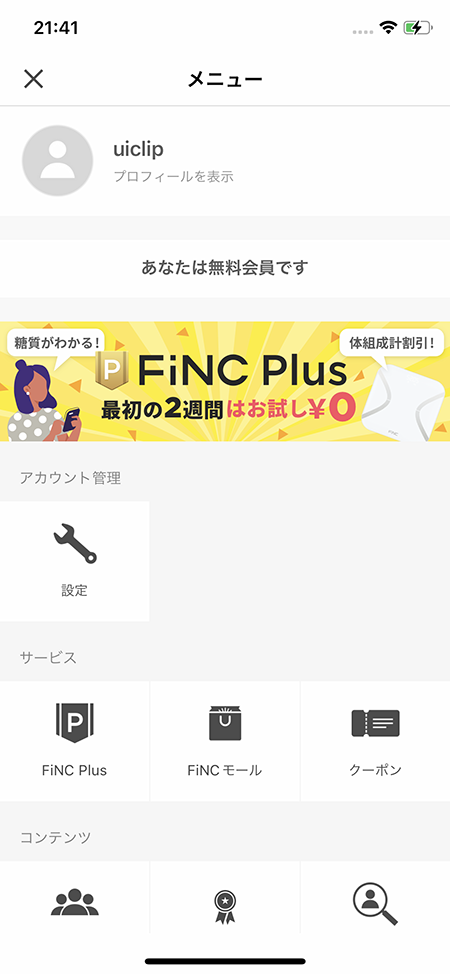 21:41
メニュー
uiclip
プロフィールを表示
あなたは無料会員です
糖質がわかる!
体組成計割引!
P FiNC Plus
最初の2週間はお試し¥0
FiNC
アカウント管理
設定
サービス
P
FiNC Plus
FiNCモール
クーポン
コンテンツ